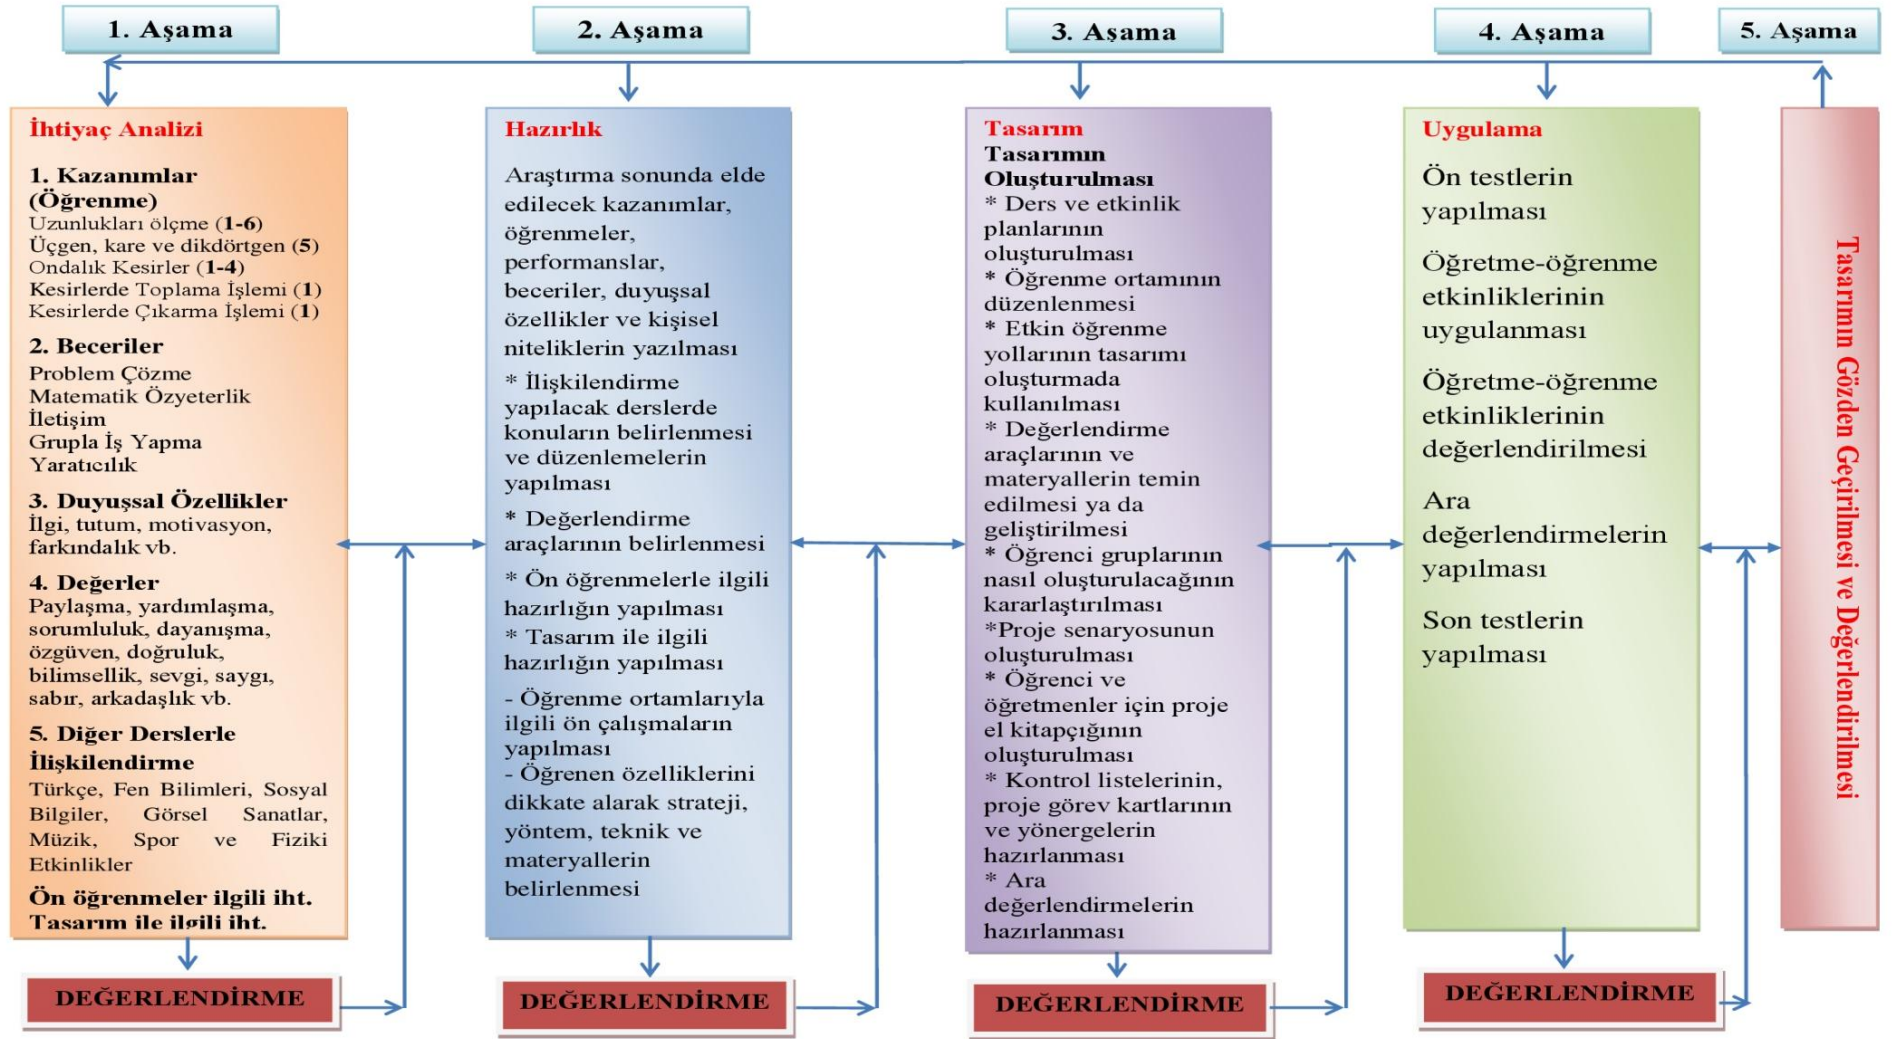 1. Aşama
2. Aşama
3. Aşama
4. Aşama
5. Aşama
İhtiyaç Analizi
1. Kazanımlar
(Öğrenme)
Uzunlukları ölçme (1-6)
Üçgen, kare ve dikdörtgen (5)
Ondalık Kesirler (1-4)
Kesirlerde Toplama İşlemi (1)
Kesirlerde Çıkarma İşlemi (1)
2. Beceriler
Problem Çözme
Matematik Özyeterlik
İletişim
Grupla İş Yapma
Yaratıcılık
3. Duyuşsal Özellikler
İlgi, tutum, motivasyon,
farkındalık vb.
4. Değerler
Paylaşma, yardımlaşma,
sorumluluk, dayanışma,
özgüven, doğruluk,
bilimsellik, sevgi, saygı,
sabır, arkadaşlık vb.
5. Diğer Derslerle
İlişkilendirme
Türkçe, Fen Bilimleri, Sosyal
Bilgiler, Görsel Sanatlar,
Müzik, Spor ve Fiziki
Etkinlikler
Ön öğrenmeler ilgili iht.
Tasarım ile ilgili iht.
DEĞERLENDİRME
Hazırlık
Araştırma sonunda elde
edilecek kazanımlar,
öğrenmeler,
performanslar,
beceriler, duyuşsal
özellikler ve kişisel
niteliklerin yazılması
* İlişkilendirme
yapılacak derslerde
konuların belirlenmesi
ve düzenlemelerin
yapılması
* Değerlendirme
araçlarının belirlenmesi
* Ön öğrenmelerle ilgili
hazırlığın yapılması
* Tasarım ile ilgili
hazırlığın yapılması
- Öğrenme ortamlarıyla
ilgili ön çalışmaların
yapılması
- Öğrenen özelliklerini
dikkate alarak strateji,
yöntem, teknik ve
materyallerin
belirlenmesi
DEĞERLENDİRME
Tasarım
Tasarımın
Oluşturulması
* Ders ve etkinlik
planlarının
oluşturulması
* Öğrenme ortamının
düzenlenmesi
* Etkin öğrenme
yollarının tasarımı
oluşturmada
kullanılması
* Değerlendirme
araçlarının ve
materyallerin temin
edilmesi ya da
geliştirilmesi
* Öğrenci gruplarının
nasıl oluşturulacağının
kararlaştırılması
*Proje senaryosunun
oluşturulması
* Öğrenci ve
öğretmenler için proje
el kitapçığının
oluşturulması
* Kontrol listelerinin,
proje görev kartlarının
ve yönergelerin
hazırlanması
* Ara
değerlendirmelerin
hazırlanması
DEĞERLENDİRME
Uygulama
Ön testlerin
yapılması
Öğretme-öğrenme
etkinliklerinin
uygulanması
Öğretme-öğrenme
etkinliklerinin
değerlendirilmesi
Ara
değerlendirmelerin
yapılması
Son testlerin
yapılması
DEĞERLENDİRME
Tasarımın Gözden Geçirilmesi ve Değerlendirilmesi